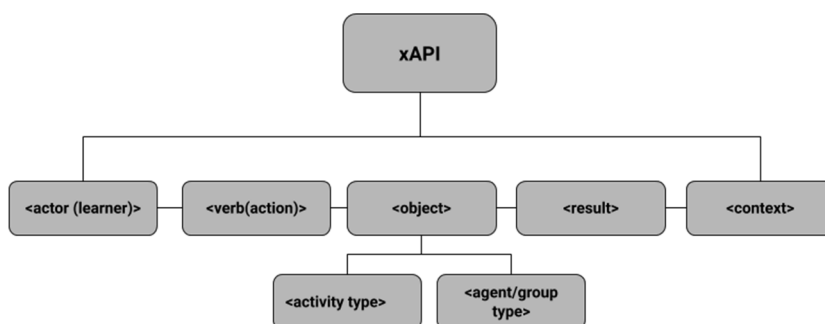 xAPI
<actor (learner)>
<verb(action)>
<object>
<result>
<context>
<activity type>
<agent/group
type>